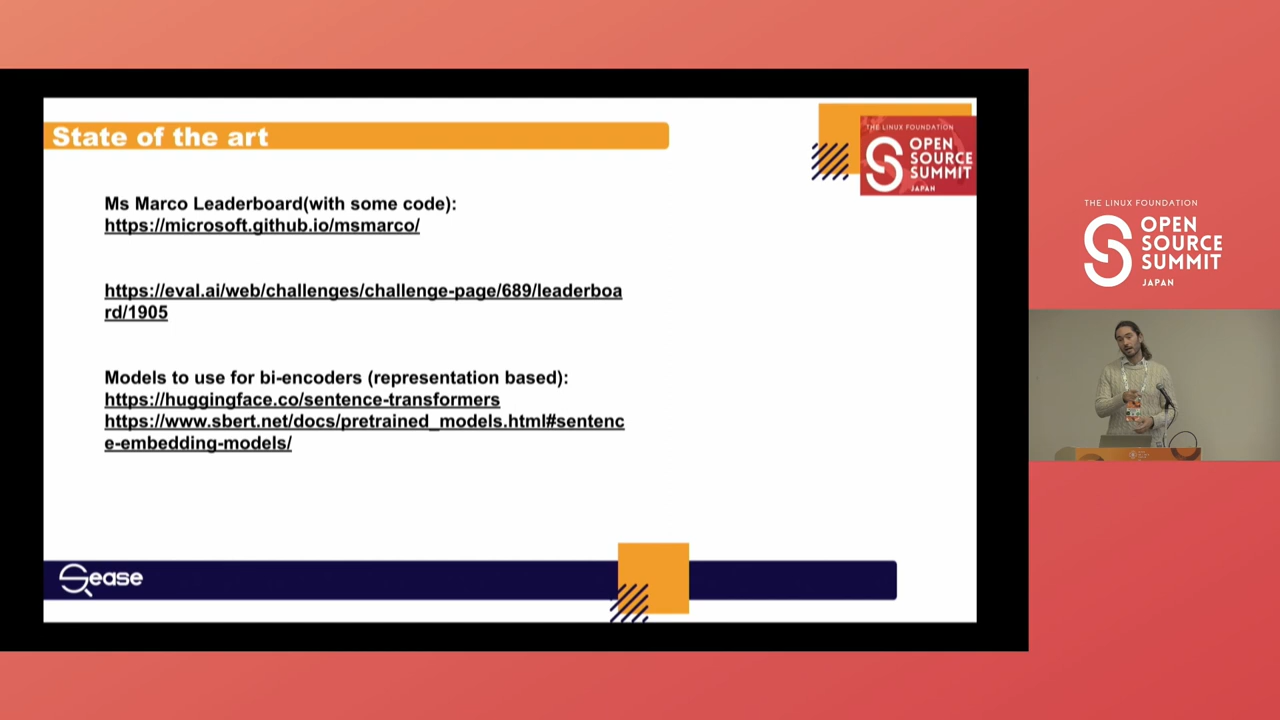 State of the art
THE LINUX FOUNDATION
OPEN
SOURCE
SUMMIT
JAPAN
Ms Marco Leaderboard(with some code):
https://microsoft.github.io/msmarco/
https://eval.ai/web/challenges/challenge-page/689/leaderboa
rd/1905
Models to use for bi-encoders (representation based):
https://huggingface.co/sentence-transformers
https://www.sbert.net/docs/pretrained_models.html#sentenc
e-embedding-models/
Sease
THE LINUX FOUNDATION
OPEN
SOURCE
SUMMIT
JAPAN